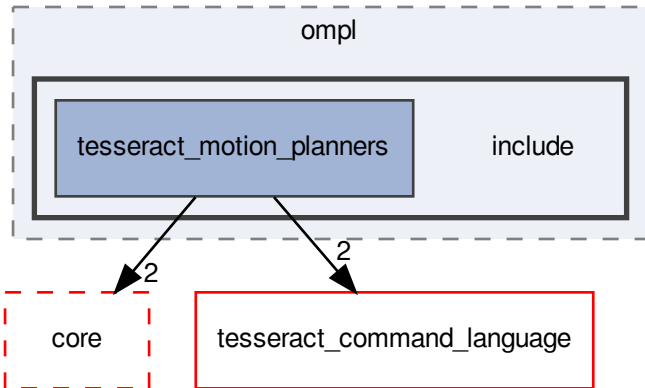 ompl
tesseract_motion_planners
include
2
2
core
tesseract_command_language